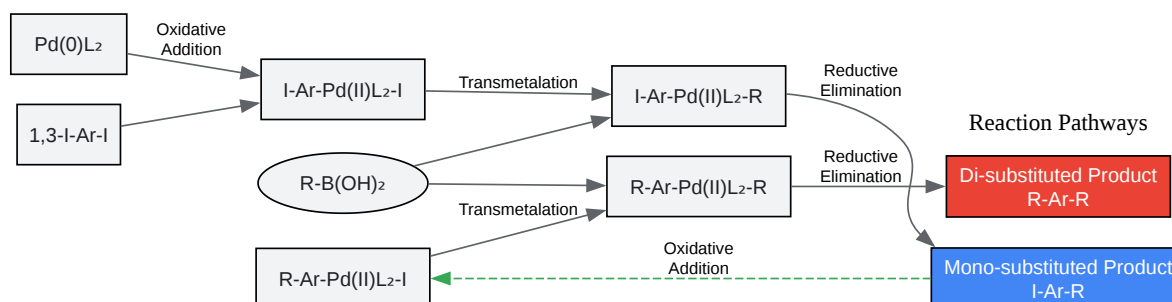 Pd(0)L₂
Oxidative
Addition
1,3-I-Ar-I
I-Ar-Pd(II)L₂-I
Transmetalation
I-Ar-Pd(II)L₂-R
Reductive
Elimination
Reaction Pathways
R-B(OH)₂
R-Ar-Pd(II)L₂-R
Reductive
Elimination
Di-substituted Product
R-Ar-R
Transmetalation
R-Ar-Pd(II)L₂-I
Oxidative
Addition
Mono-substituted Product
I-Ar-R